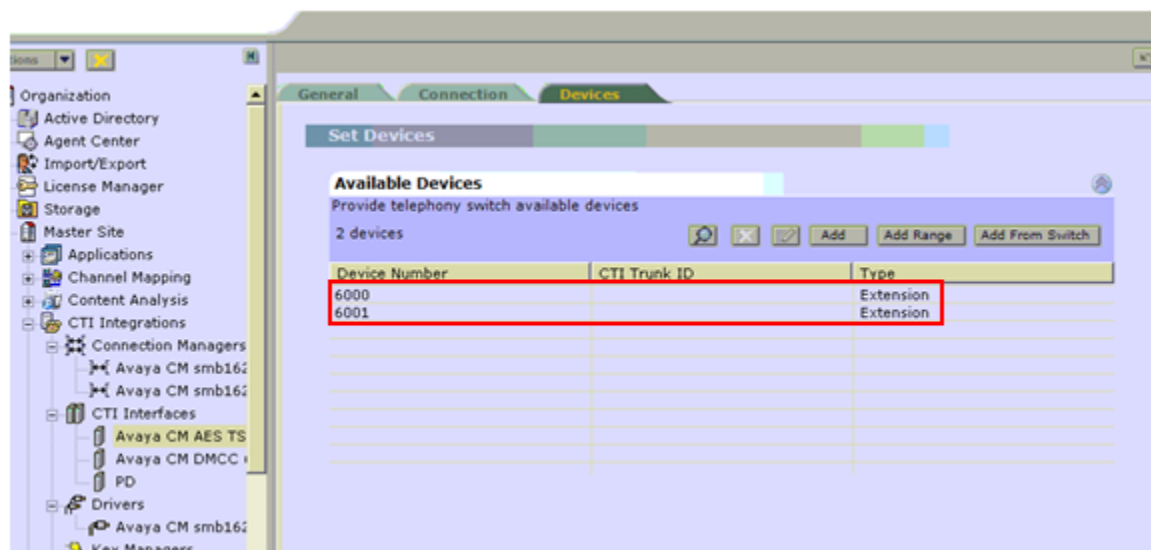 Organization
Active Directory
Agent Center
Import/Export
License Manager
Storage
Master Site
Applications
Channel Mapping
Content Analysis
CTI Integrations
Connection Managers
Avaya CM smb162
Avaya CM smb162
CTI Interfaces
Avaya CM AES TS
Avaya CM DMCC
PD
Drivers
Avaya CM smb162
Key Managers
General Connection Devices
Set Devices
Available Devices
Provide telephony switch available devices
2 devices Add Add Range Add From Switch
Device Number CTI Trunk ID Type
6000 Extension
6001 Extension